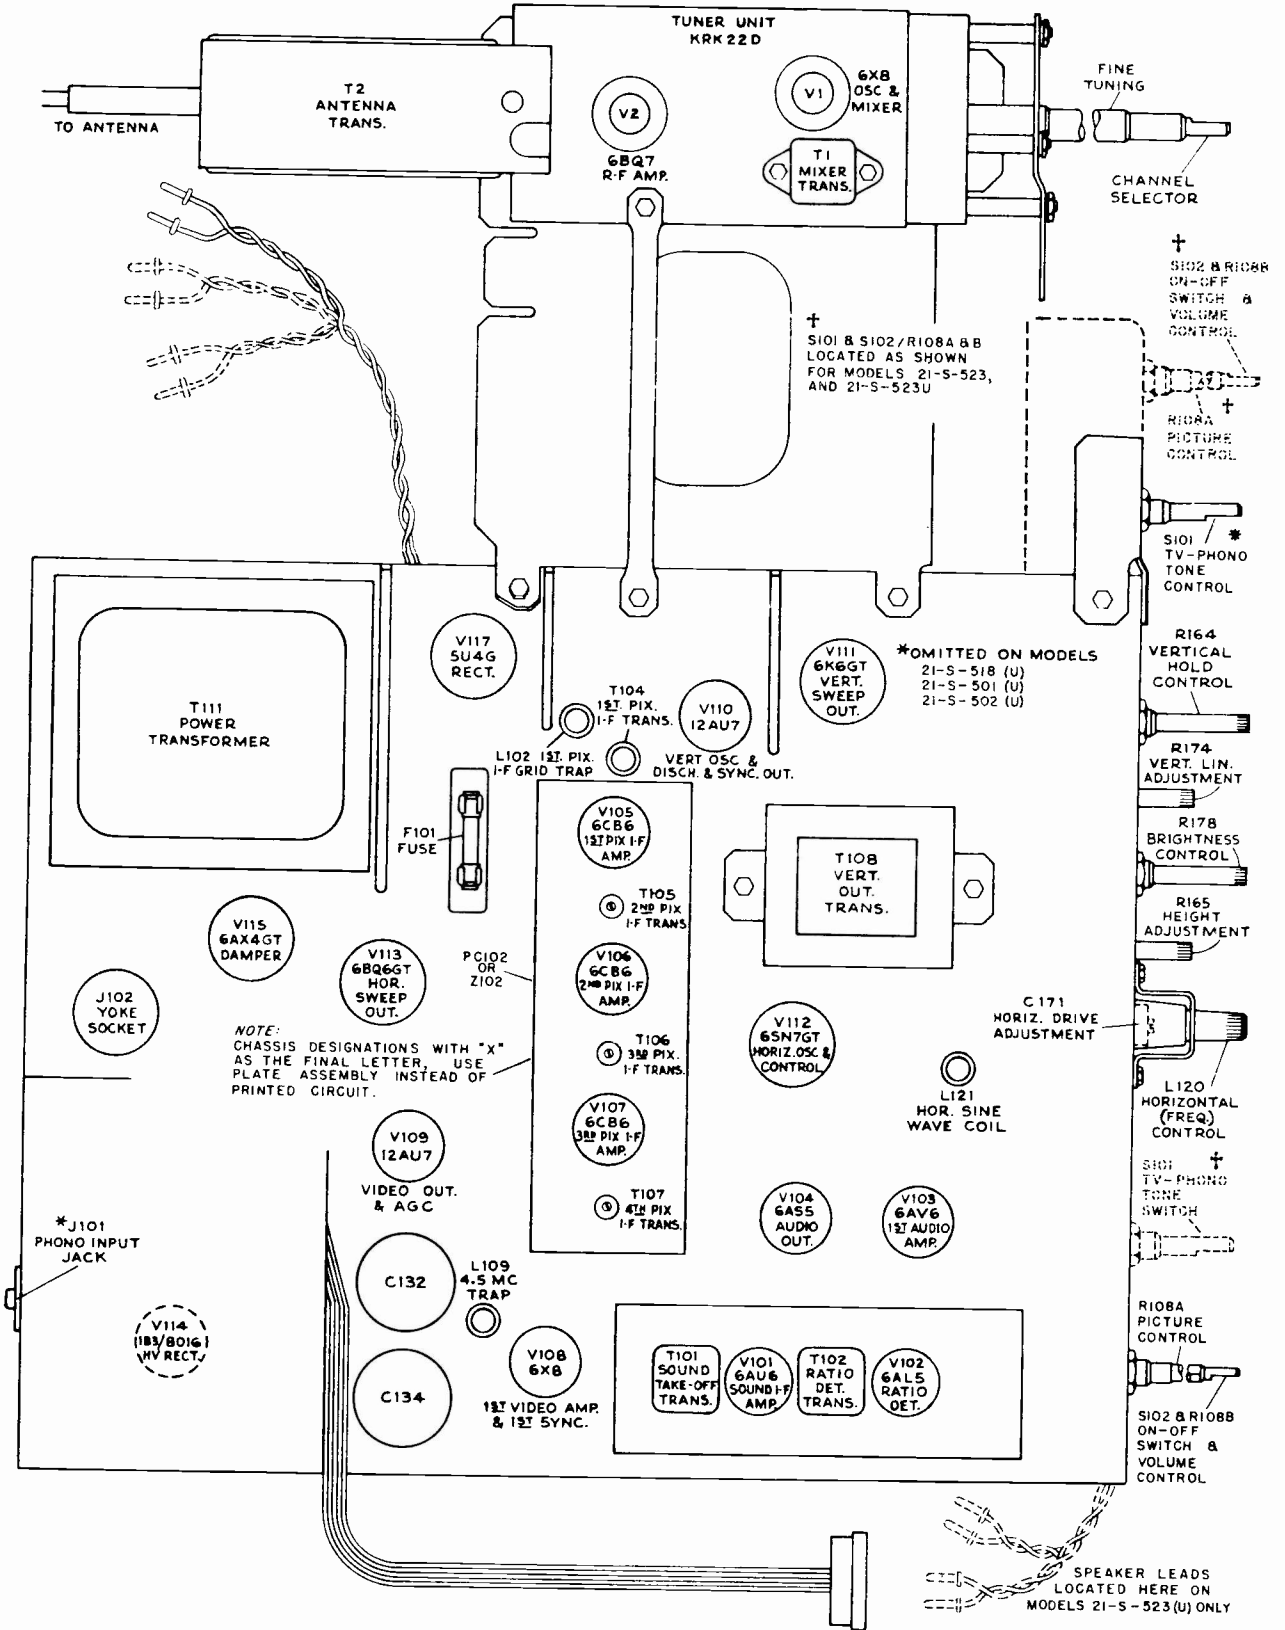 TUNER UNIT
KRK22D
T2
ANTENNA
TRANS.
TO ANTENNA
V2
6BQ7
R-F AMP.
V1
6X8
OSC &
MIXER
T1
MIXER
TRANS.
FINE
TUNING
CHANNEL
SELECTOR
†
S102 & R108B
ON-OFF
SWITCH &
VOLUME
CONTROL
†
S101 & S102/R108A & B
LOCATED AS SHOWN
FOR MODELS 21-S-523,
AND 21-S-523U
R108A †
PICTURE
CONTROL
S101 *
TV-PHONO
TONE
CONTROL
V117
5U4G
RECT.
V111
6K6GT
VERT.
SWEEP
OUT.
*OMITTED ON MODELS
21-S-518 (U)
21-S-501 (U)
21-S-502 (U)
R164
VERTICAL
HOLD
CONTROL
T111
POWER
TRANSFORMER
T104
1ST. PIX.
I-F TRANS.
V110
12AU7
L102 1ST. PIX.
I-F GRID TRAP
VERT OSC &
DISCH. & SYNC. OUT.
R174
VERT. LIN.
ADJUSTMENT
F101
FUSE
V105
6CB6
1ST PIX I-F
AMP.
T108
VERT.
OUT.
TRANS.
R178
BRIGHTNESS
CONTROL
T105
2ND PIX
I-F TRANS
R165
HEIGHT
ADJUSTMENT
V115
6AX4GT
DAMPER
V113
6BQ6GT
HOR.
SWEEP
OUT.
PC102
OR
Z102
V106
6CB6
2ND PIX I-F
AMP.
J102
YOKE
SOCKET
C171
HORIZ. DRIVE
ADJUSTMENT
V112
6SN7GT
HORIZ. OSC &
CONTROL
NOTE:
CHASSIS DESIGNATIONS WITH "X"
AS THE FINAL LETTER, USE
PLATE ASSEMBLY INSTEAD OF
PRINTED CIRCUIT.
T106
3RD PIX.
I-F TRANS.
L121
HOR. SINE
WAVE COIL
L120
HORIZONTAL
(FREQ.)
CONTROL
V107
6CB6
3RD PIX I-F
AMP.
V109
12AU7
VIDEO OUT.
& AGC
T107
4TH PIX
I-F TRANS.
V104
6AS5
AUDIO
OUT.
V103
6AV6
1ST AUDIO
AMP.
S101 †
TV-PHONO
TONE
SWITCH
*J101
PHONO INPUT
JACK
C132
L109
4.5 MC
TRAP
V114
1B3/8016
HV RECT.
C134
V108
6X8
1ST VIDEO AMP.
& 1ST SYNC.
T101
SOUND
TAKE-OFF
TRANS.
V101
6AU6
SOUND I-F
AMP.
T102
RATIO
DET.
TRANS.
V102
6AL5
RATIO
DET.
R108A
PICTURE
CONTROL
S102 & R108B
ON-OFF
SWITCH &
VOLUME
CONTROL
SPEAKER LEADS
LOCATED HERE ON
MODELS 21-S-523(U) ONLY